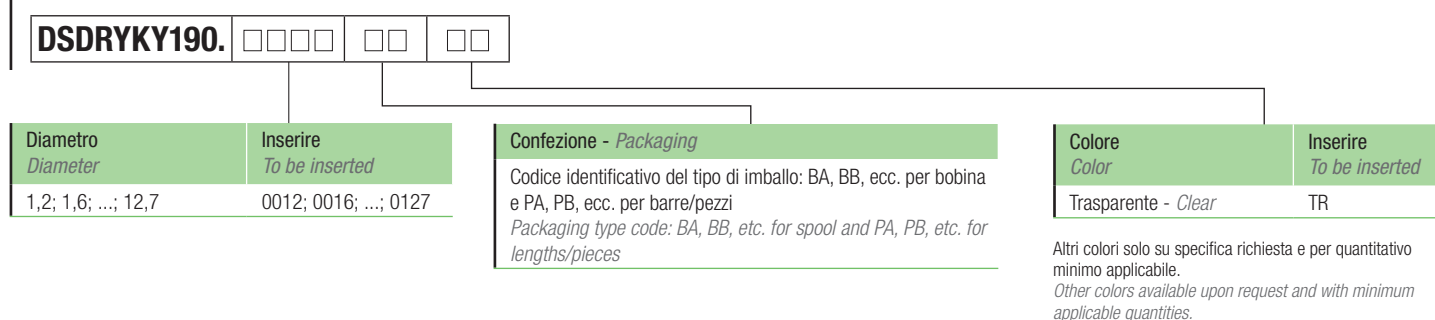 DSDRYKY190. □□□□ □□ □□
Diametro
Diameter
Inserire
To be inserted
1,2; 1,6; ...; 12,7
0012; 0016; ...; 0127
Confezione - Packaging
Codice identificativo del tipo di imballo: BA, BB, ecc. per bobina
e PA, PB, ecc. per barre/pezzi
Packaging type code: BA, BB, etc. for spool and PA, PB, etc. for
lengths/pieces
Colore
Color
Inserire
To be inserted
Trasparente - Clear
TR
Altri colori solo su specifica richiesta e per quantitativo
minimo applicabile.
Other colors available upon request and with minimum
applicable quantities.